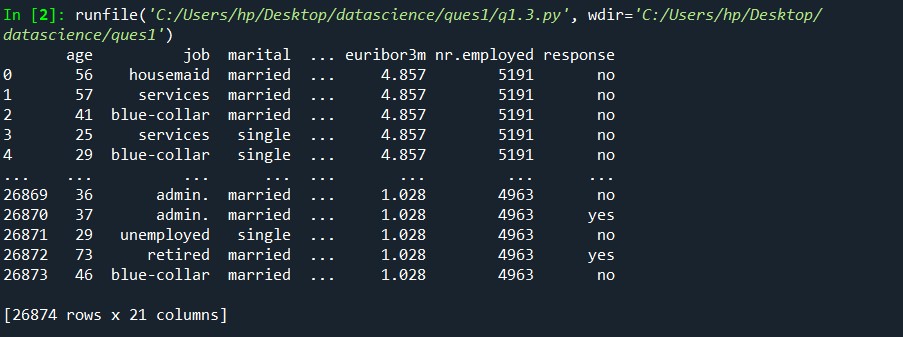 In [2]: runfile('C:/Users/hp/Desktop/datascience/ques1/q1.3.py', wdir='C:/Users/hp/Desktop/
datascience/ques1')
age job marital ... euribor3m nr.employed response
0 56 housemaid married ... 4.857 5191 no
1 57 services married ... 4.857 5191 no
2 41 blue-collar married ... 4.857 5191 no
3 25 services single ... 4.857 5191 no
4 29 blue-collar single ... 4.857 5191 no
... ... ... ... ... ... ... ...
26869 36 admin. married ... 1.028 4963 no
26870 37 admin. married ... 1.028 4963 yes
26871 29 unemployed single ... 1.028 4963 no
26872 73 retired married ... 1.028 4963 yes
26873 46 blue-collar married ... 1.028 4963 no
[26874 rows x 21 columns]